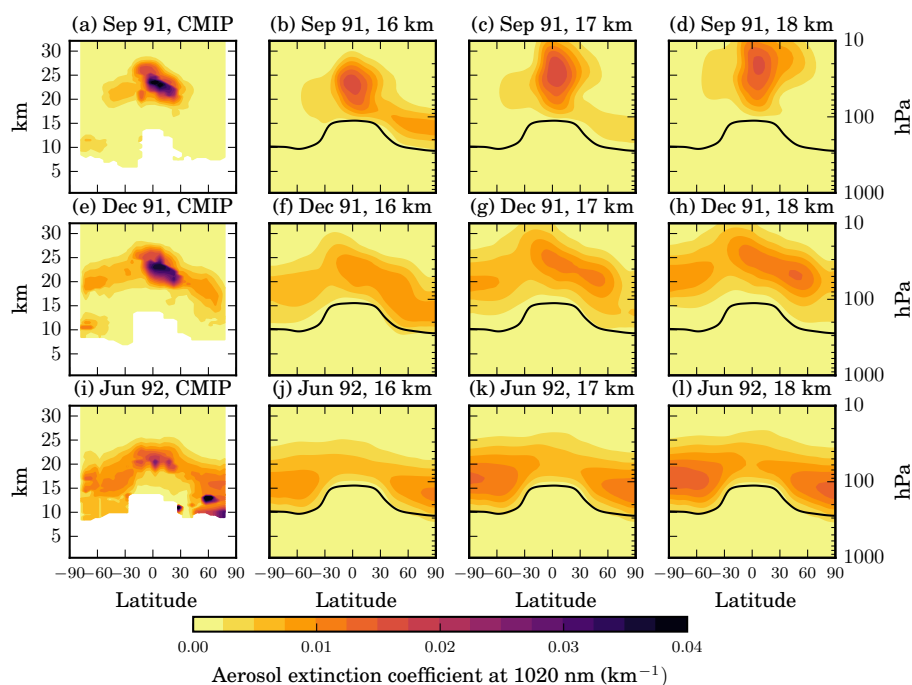 (a) Sep 91, CMIP (b) Sep 91, 16 km (c) Sep 91, 17 km (d) Sep 91, 18 km
30 10
25
20
km 15 100 hPa
10
5
1000
(e) Dec 91, CMIP (f) Dec 91, 16 km (g) Dec 91, 17 km (h) Dec 91, 18 km
30 10
25
20
km 15 100 hPa
10
5
1000
(i) Jun 92, CMIP (j) Jun 92, 16 km (k) Jun 92, 17 km (l) Jun 92, 18 km
30 10
25
20
km 15 100 hPa
10
5
1000
−90−60−30 0 30 60 90 −90−60−30 0 30 60 90 −90−60−30 0 30 60 90 −90−60−30 0 30 60 90
Latitude Latitude Latitude Latitude
0.00 0.01 0.02 0.03 0.04
Aerosol extinction coefficient at 1020 nm (km⁻¹)